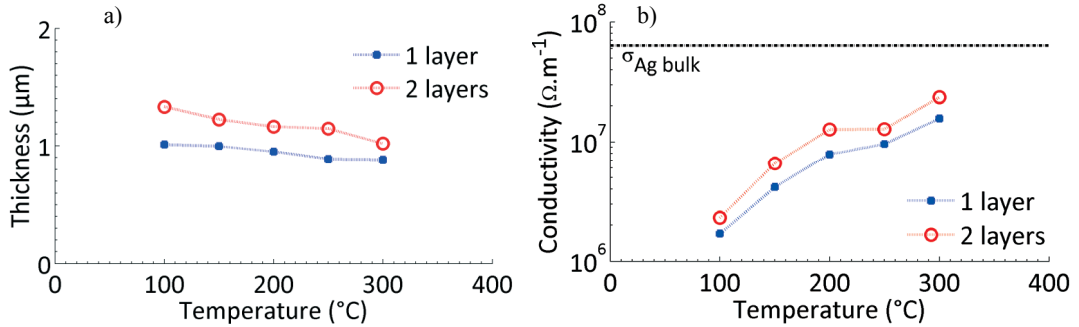 a)
2
1
0
Thickness (µm)
1 layer
2 layers
0 100 200 300 400
Temperature (°C)
b)
10^8
10^7
10^6
Conductivity (Ω.m^-1)
σ_Ag bulk
1 layer
2 layers
0 100 200 300 400
Temperature (°C)